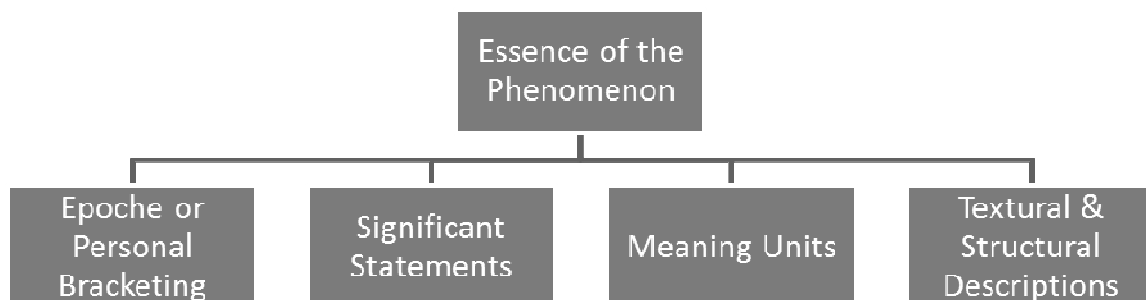 Essence of the
Phenomenon
Epoche or
Personal
Bracketing
Significant
Statements
Meaning Units
Textural &
Structural
Descriptions